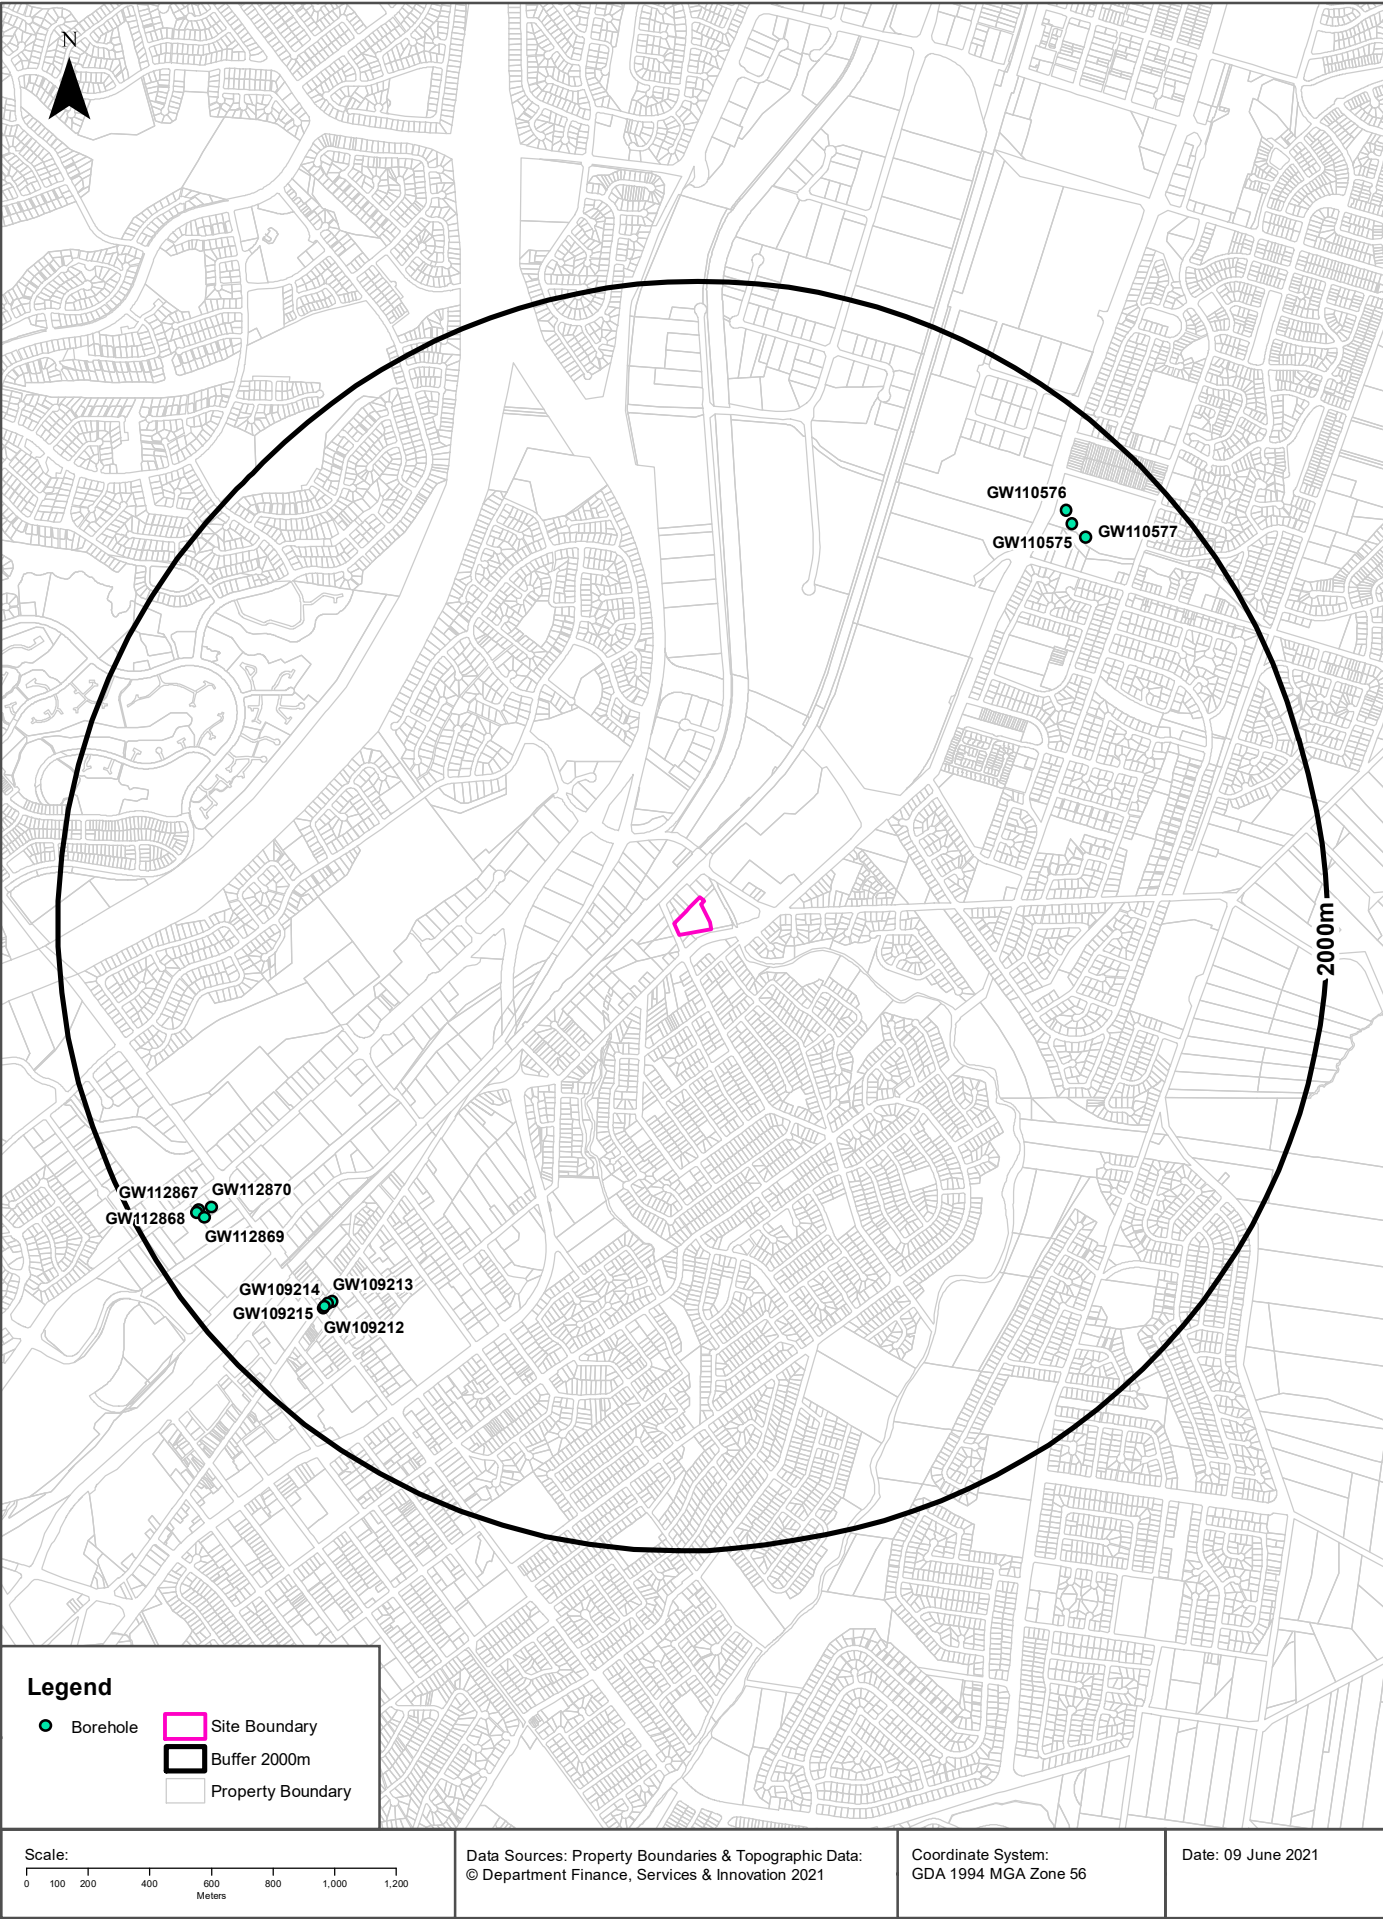 N
GW110576
GW110577
GW110575
2000m
GW112867
GW112870
GW112868
GW112869
GW109214
GW109213
GW109215
GW109212
Legend
Borehole
Site Boundary
Buffer 2000m
Property Boundary
Scale:
0 100 200 400 600 800 1,000 1,200
Meters
Data Sources: Property Boundaries & Topographic Data:
© Department Finance, Services & Innovation 2021
Coordinate System:
GDA 1994 MGA Zone 56
Date: 09 June 2021